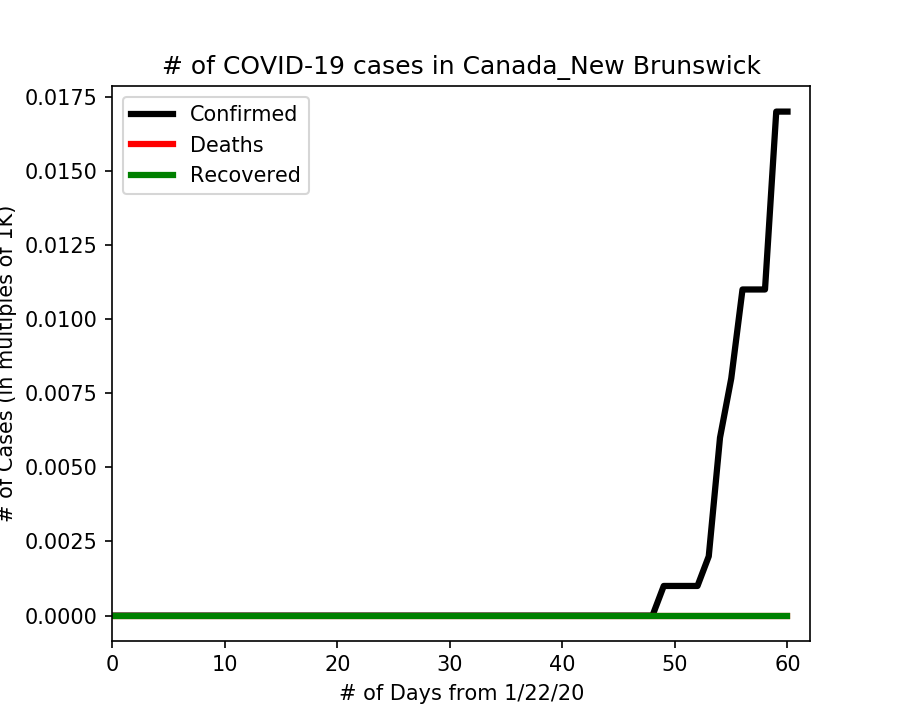 # of COVID-19 cases in Canada_New Brunswick
0.0175
0.0150
0.0125
0.0100
0.0075
0.0050
0.0025
0.0000
# of Cases (in multiples of 1K)
Confirmed
Deaths
Recovered
0 10 20 30 40 50 60
# of Days from 1/22/20